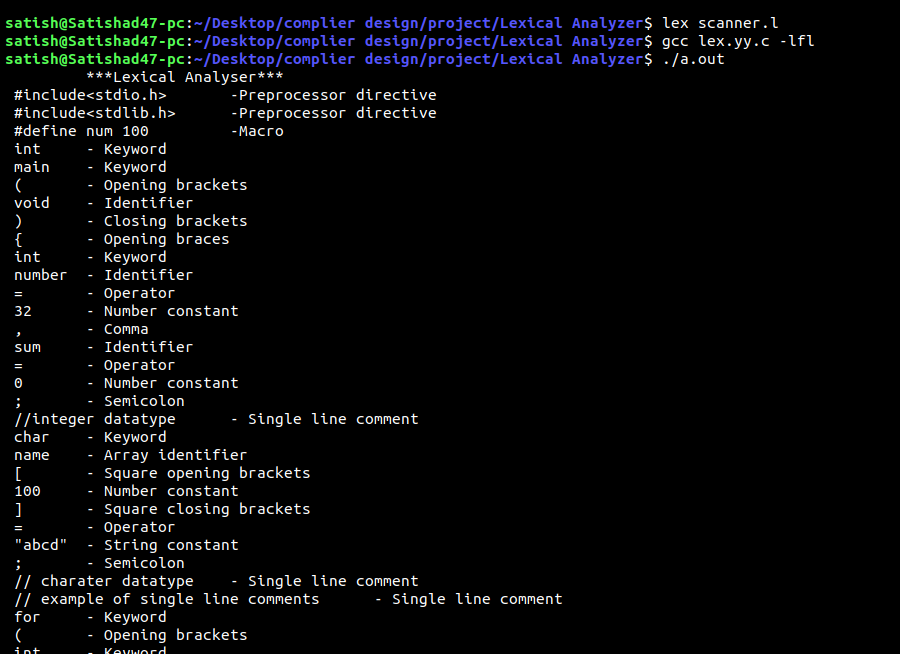 satish@Satishad47-pc:~/Desktop/complier design/project/Lexical Analyzer$ lex scanner.l
satish@Satishad47-pc:~/Desktop/complier design/project/Lexical Analyzer$ gcc lex.yy.c -lfl
satish@Satishad47-pc:~/Desktop/complier design/project/Lexical Analyzer$ ./a.out
***Lexical Analyser***
#include<stdio.h> -Preprocessor directive
#include<stdlib.h> -Preprocessor directive
#define num 100 -Macro
int - Keyword
main - Keyword
( - Opening brackets
void - Identifier
) - Closing brackets
{ - Opening braces
int - Keyword
number - Identifier
= - Operator
32 - Number constant
, - Comma
sum - Identifier
= - Operator
0 - Number constant
; - Semicolon
//integer datatype - Single line comment
char - Keyword
name - Array identifier
[ - Square opening brackets
100 - Number constant
] - Square closing brackets
= - Operator
"abcd" - String constant
; - Semicolon
// charater datatype - Single line comment
// example of single line comments - Single line comment
for - Keyword
( - Opening brackets
int - Keyword